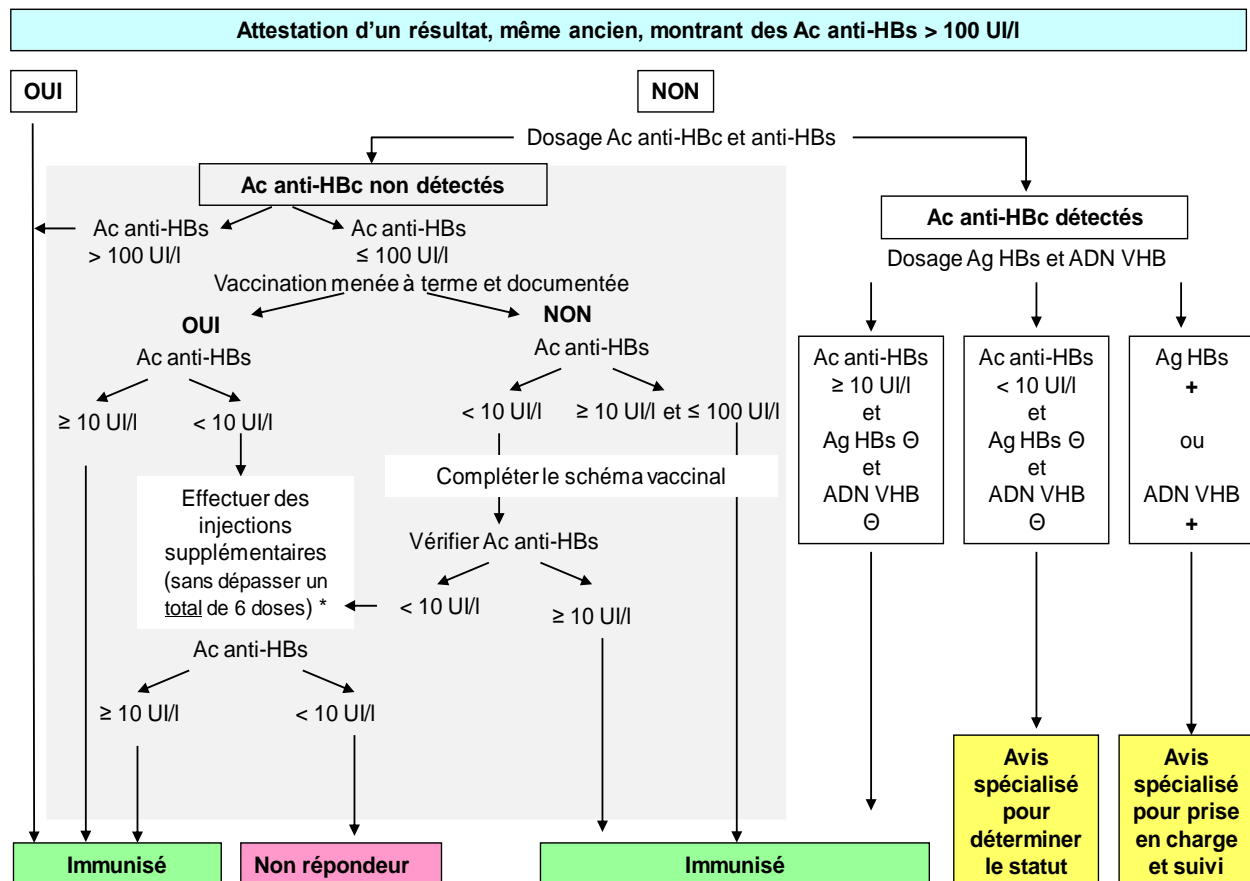 Attestation d'un résultat, même ancien, montrant des Ac anti-HBs > 100 UI/l
OUI
NON
Dosage Ac anti-HBc et anti-HBs
Ac anti-HBc non détectés
Ac anti-HBs
> 100 UI/l
Ac anti-HBs
≤ 100 UI/l
Vaccination menée à terme et documentée
OUI
Ac anti-HBs
≥ 10 UI/l
< 10 UI/l
Effectuer des
injections
supplémentaires
(sans dépasser un
total de 6 doses) *
Ac anti-HBs
≥ 10 UI/l
< 10 UI/l
NON
Ac anti-HBs
< 10 UI/l
≥ 10 UI/l et ≤ 100 UI/l
Compléter le schéma vaccinal
Vérifier Ac anti-HBs
< 10 UI/l
≥ 10 UI/l
Ac anti-HBc détectés
Dosage Ag HBs et ADN VHB
Ac anti-HBs
≥ 10 UI/l
et
Ag HBs Θ
et
ADN VHB
Θ
Ac anti-HBs
< 10 UI/l
et
Ag HBs Θ
et
ADN VHB
Θ
Ag HBs
+
ou
ADN VHB
+
Immunisé
Non répondeur
Immunisé
Avis
spécialisé
pour
déterminer
le statut
Avis
spécialisé
pour prise
en charge
et suivi